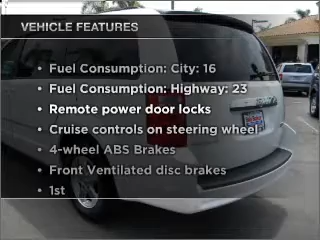 VEHICLE FEATURES
• Fuel Consumption: City: 16
• Fuel Consumption: Highway: 23
• Remote power door locks
• Cruise controls on steering wheel
• 4-wheel ABS Brakes
• Front Ventilated disc brakes
• 1st